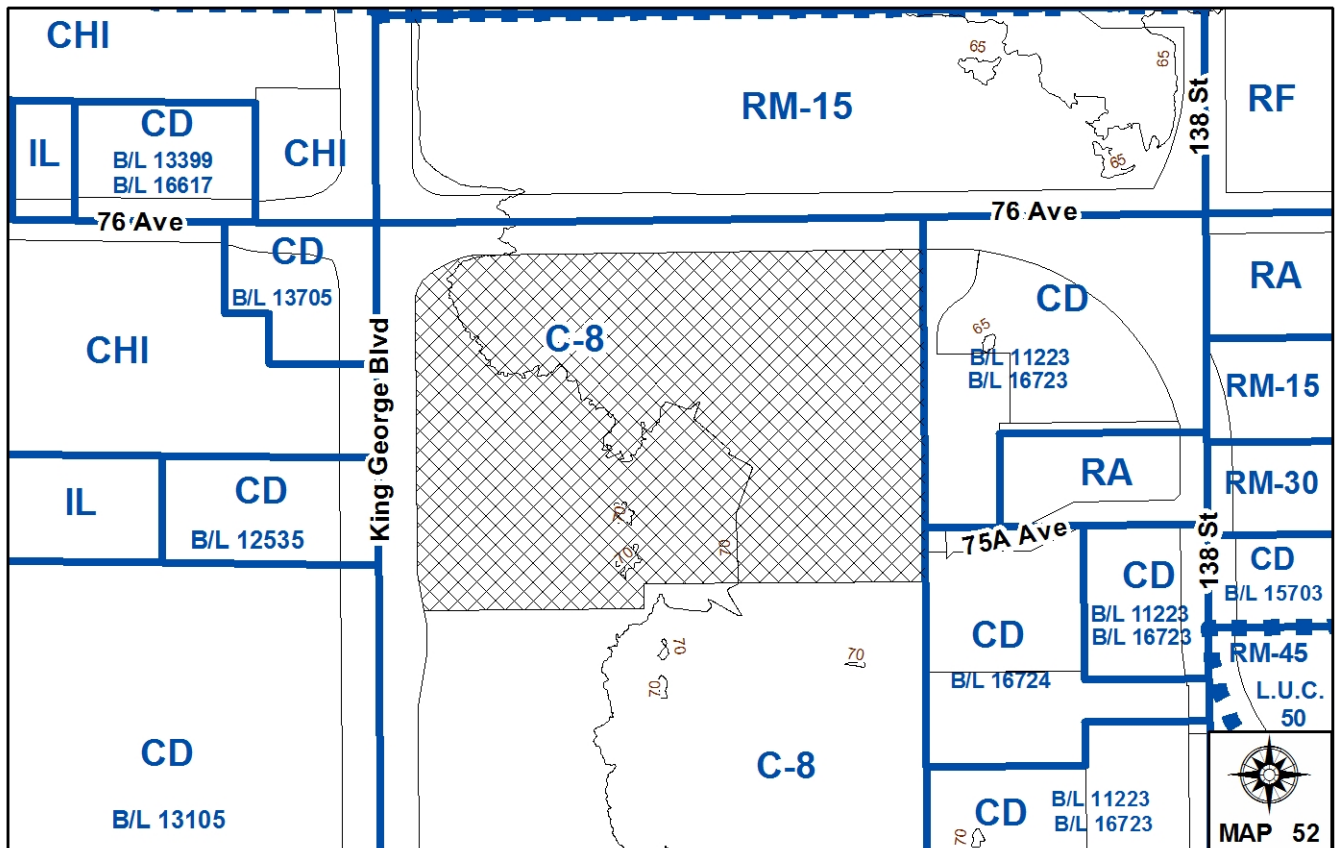 CHI
RM-15
RF
65
65
65
138 St
IL
CD
B/L 13399
B/L 16617
CHI
76 Ave
76 Ave
CD
B/L 13705
CHI
King George Blvd
C-8
CD
65
B/L 11223
B/L 16723
RA
RM-15
RA
RM-30
IL
CD
B/L 12535
70
70
70
75A Ave
138 St
CD
B/L 11223
B/L 16723
CD
B/L 15703
CD
B/L 16724
RM-45
L.U.C.
50
70
70
70
CD
B/L 13105
C-8
CD
B/L 11223
B/L 16723
70
MAP 52